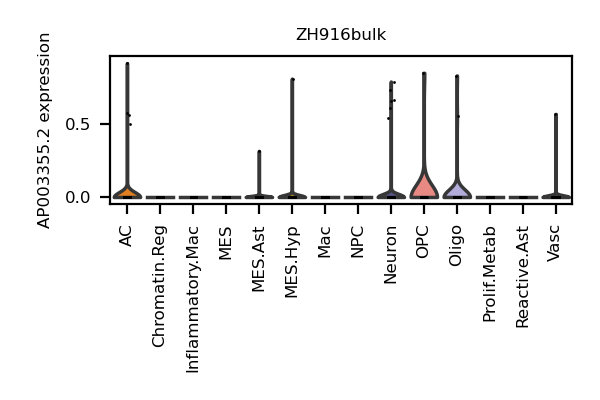 ZH916bulk
AP003355.2 expression
0.5
0.0
AC
Chromatin.Reg
Inflammatory.Mac
MES
MES.Ast
MES.Hyp
Mac
NPC
Neuron
OPC
Oligo
Prolif.Metab
Reactive.Ast
Vasc